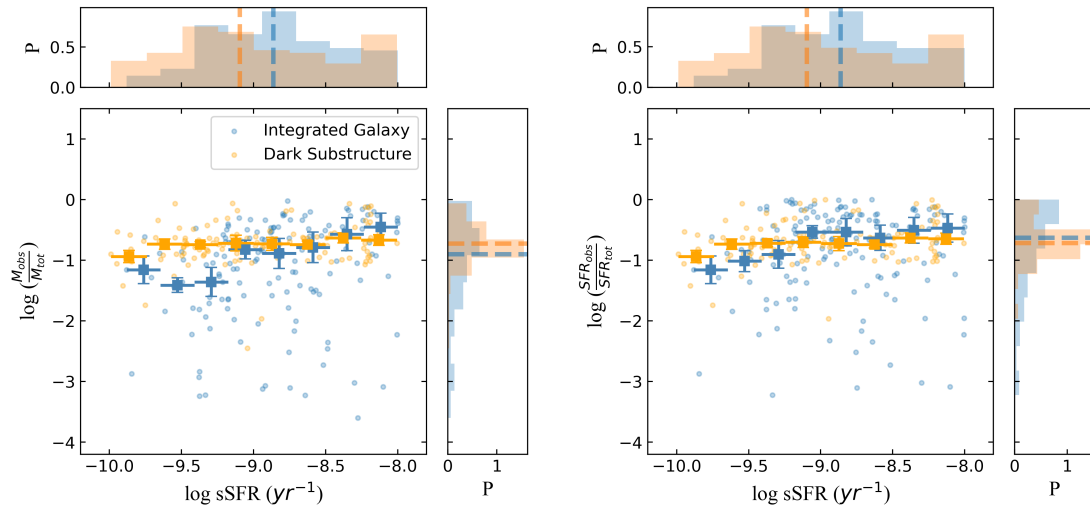 P
0.5
0.0
P
0.5
0.0
Integrated Galaxy
Dark Substructure
log (M_obs/M_tot)
1
0
−1
−2
−3
−4
−10.0 −9.5 −9.0 −8.5 −8.0
log sSFR (yr⁻¹)
0 1
P
log (SFR_obs/SFR_tot)
1
0
−1
−2
−3
−4
−10.0 −9.5 −9.0 −8.5 −8.0
log sSFR (yr⁻¹)
0 1
P